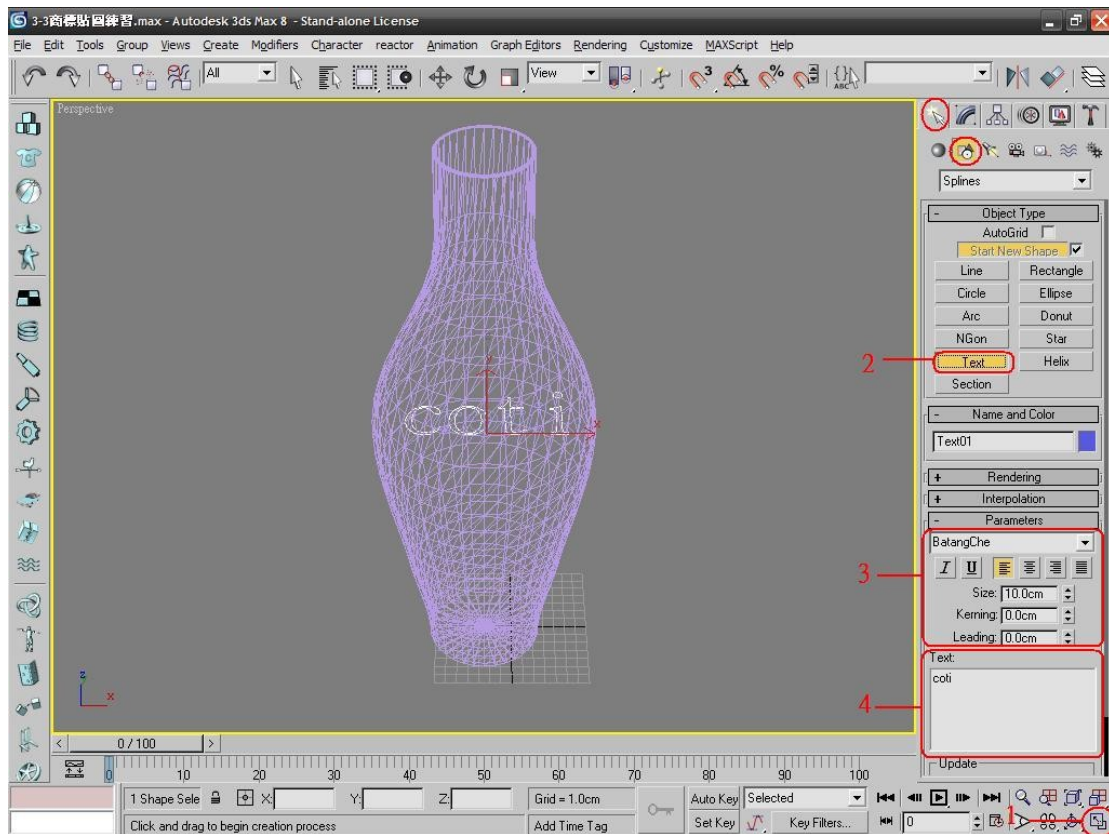 3-3商標貼圖練習.max - Autodesk 3ds Max 8 - Stand-alone License
File Edit Tools Group Views Create Modifiers Character reactor Animation Graph Editors Rendering Customize MAXScript Help
All
View
3
%
ABC
Perspective
Splines
- Object Type
AutoGrid
Start New Shape
Line Rectangle
Circle Ellipse
Arc Donut
NGon Star
2
Text Helix
Section
- Name and Color
Text01
+ Rendering
+ Interpolation
- Parameters
BatangChe
3
I U
Size: 10.0cm
Kerning: 0.0cm
Leading: 0.0cm
Text:
coti
4
Update
y
coti
x
z
x
< 0 / 100 >
0 10 20 30 40 50 60 70 80 90 100
1 Shape Sele X: Y: Z: Grid = 1.0cm Auto Key Selected
Click and drag to begin creation process Add Time Tag Set Key Key Filters... 0
1